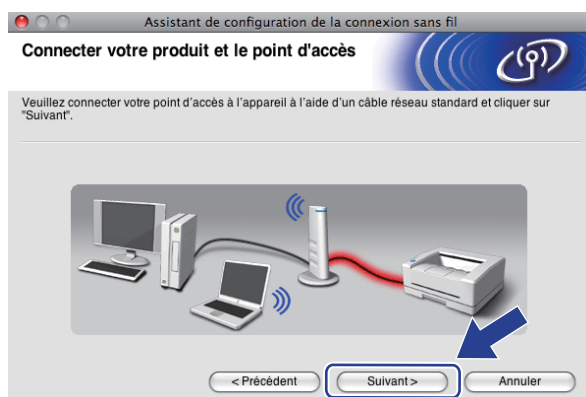 Assistant de configuration de la connexion sans fil
Connecter votre produit et le point d'accès
Veuillez connecter votre point d'accès à l'appareil à l'aide d'un câble réseau standard et cliquer sur
"Suivant".
< Précédent
Suivant >
Annuler